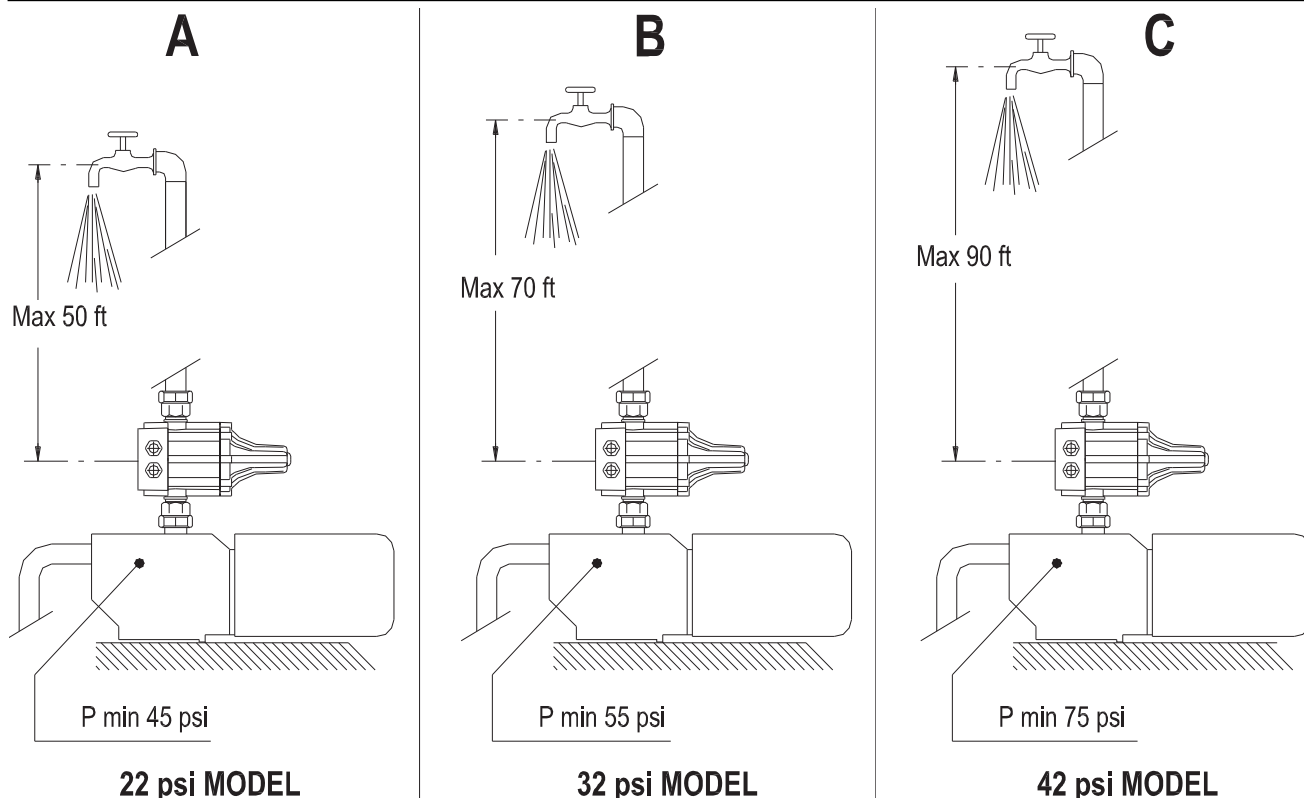 A
Max 50 ft
P min 45 psi
22 psi MODEL
B
Max 70 ft
P min 55 psi
32 psi MODEL
C
Max 90 ft
P min 75 psi
42 psi MODEL